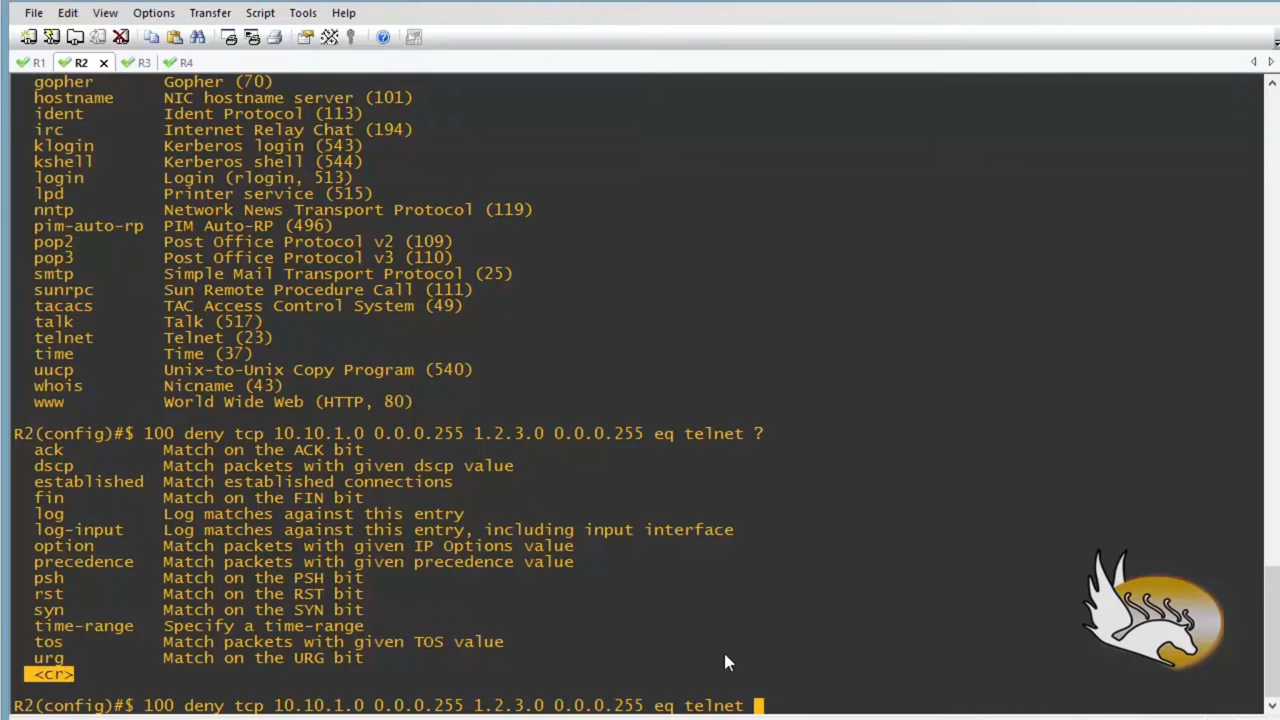 File Edit View Options Transfer Script Tools Help
R1 R2 R3 R4
gopher Gopher (70)
hostname NIC hostname server (101)
ident Ident Protocol (113)
irc Internet Relay Chat (194)
klogin Kerberos login (543)
kshell Kerberos shell (544)
login Login (rlogin, 513)
lpd Printer service (515)
nntp Network News Transport Protocol (119)
pim-auto-rp PIM Auto-RP (496)
pop2 Post Office Protocol v2 (109)
pop3 Post Office Protocol v3 (110)
smtp Simple Mail Transport Protocol (25)
sunrpc Sun Remote Procedure Call (111)
tacacs TAC Access Control System (49)
talk Talk (517)
telnet Telnet (23)
time Time (37)
uucp Unix-to-Unix Copy Program (540)
whois Nicname (43)
www World Wide Web (HTTP, 80)
R2(config)#$ 100 deny tcp 10.10.1.0 0.0.0.255 1.2.3.0 0.0.0.255 eq telnet ?
ack Match on the ACK bit
dscp Match packets with given dscp value
established Match established connections
fin Match on the FIN bit
log Log matches against this entry
log-input Log matches against this entry, including input interface
option Match packets with given IP Options value
precedence Match packets with given precedence value
psh Match on the PSH bit
rst Match on the RST bit
syn Match on the SYN bit
time-range Specify a time-range
tos Match packets with given TOS value
urg Match on the URG bit
<cr>
R2(config)#$ 100 deny tcp 10.10.1.0 0.0.0.255 1.2.3.0 0.0.0.255 eq telnet